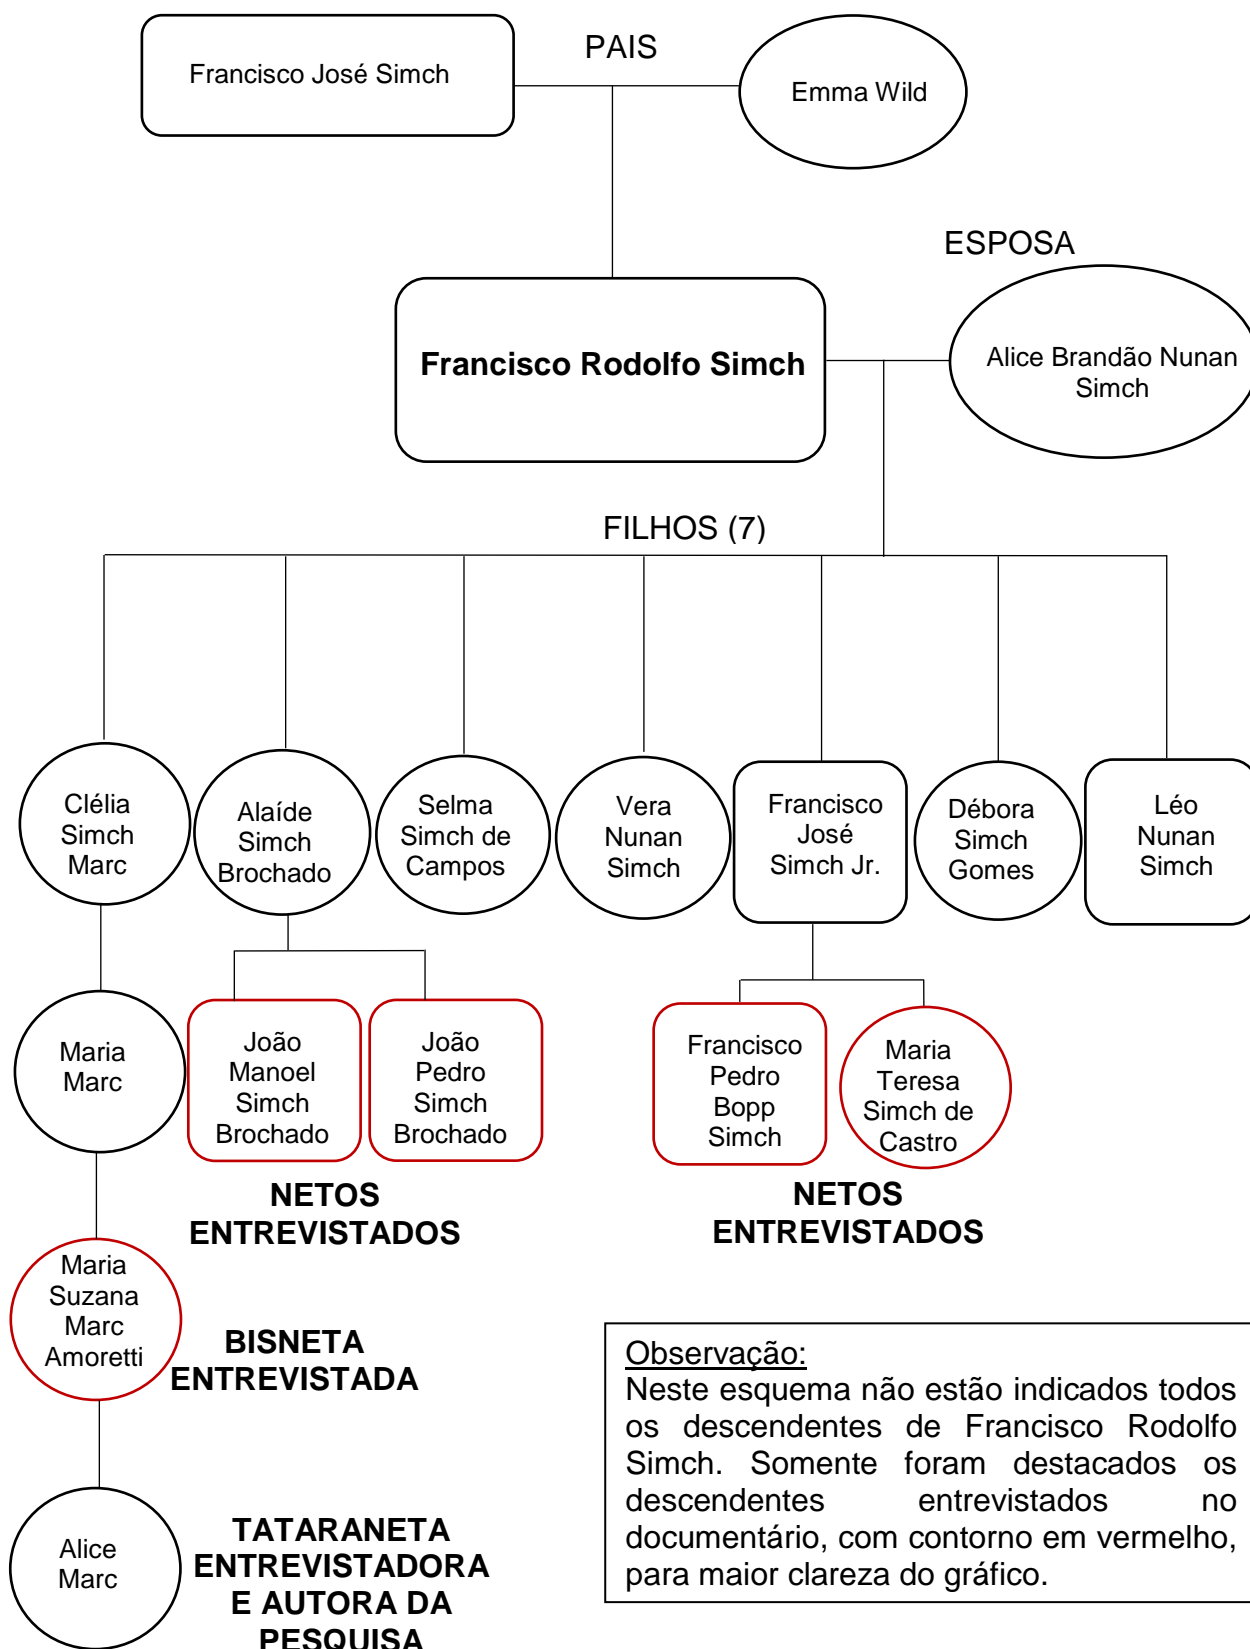 PAIS
Francisco José Simch
Emma Wild
ESPOSA
Francisco Rodolfo Simch
Alice Brandão Nunan
Simch
FILHOS (7)
Clélia
Simch
Marc
Alaíde
Simch
Brochado
Selma
Simch de
Campos
Vera
Nunan
Simch
Francisco
José
Simch Jr.
Débora
Simch
Gomes
Léo
Nunan
Simch
Maria
Marc
João
Manoel
Simch
Brochado
João
Pedro
Simch
Brochado
Francisco
Pedro
Bopp
Simch
Maria
Teresa
Simch de
Castro
NETOS
ENTREVISTADOS
NETOS
ENTREVISTADOS
Maria
Suzana
Marc
Amoretti
BISNETA
ENTREVISTADA
Observação:
Neste esquema não estão indicados todos
os descendentes de Francisco Rodolfo
Simch. Somente foram destacados os
descendentes entrevistados no
documentário, com contorno em vermelho,
para maior clareza do gráfico.
Alice
Marc
TATARANETA
ENTREVISTADORA
E AUTORA DA
PESQUISA